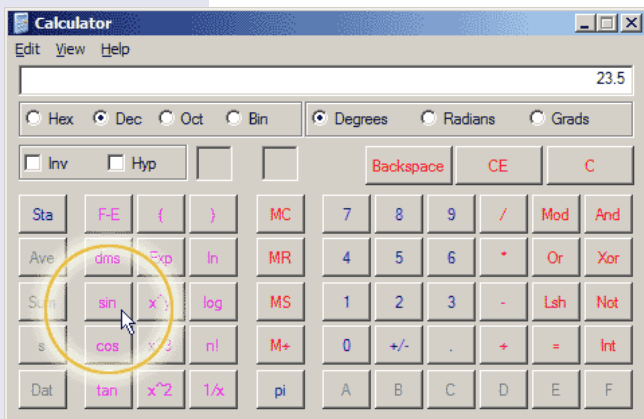 Calculator
Edit View Help
23.5
Hex Dec Oct Bin Degrees Radians Grads
Inv Hyp Backspace CE C
Sta F-E ( ) MC 7 8 9 / Mod And
Ave dms Exp ln MR 4 5 6 * Or Xor
Sum sin x^y log MS 1 2 3 - Lsh Not
s cos x^3 n! M+ 0 +/- . + = Int
Dat tan x^2 1/x pi A B C D E F